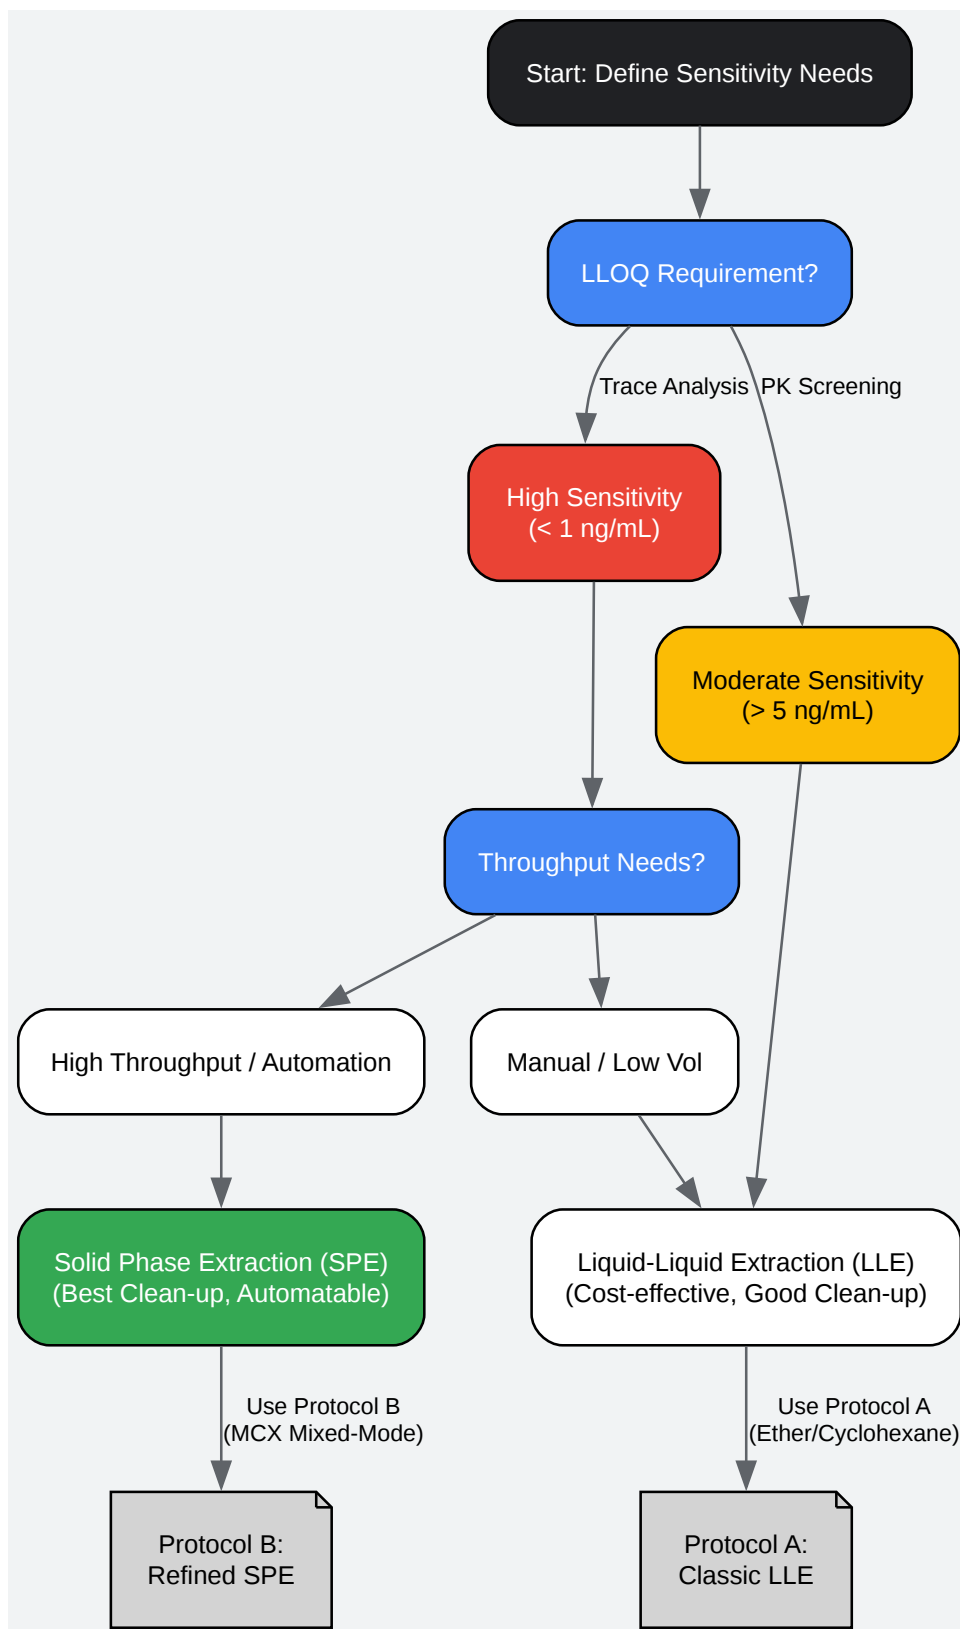 Start: Define Sensitivity Needs
LLOQ Requirement?
Trace Analysis
PK Screening
High Sensitivity
(< 1 ng/mL)
Moderate Sensitivity
(> 5 ng/mL)
Throughput Needs?
High Throughput / Automation
Manual / Low Vol
Solid Phase Extraction (SPE)
(Best Clean-up, Automatable)
Liquid-Liquid Extraction (LLE)
(Cost-effective, Good Clean-up)
Use Protocol B
(MCX Mixed-Mode)
Use Protocol A
(Ether/Cyclohexane)
Protocol B:
Refined SPE
Protocol A:
Classic LLE